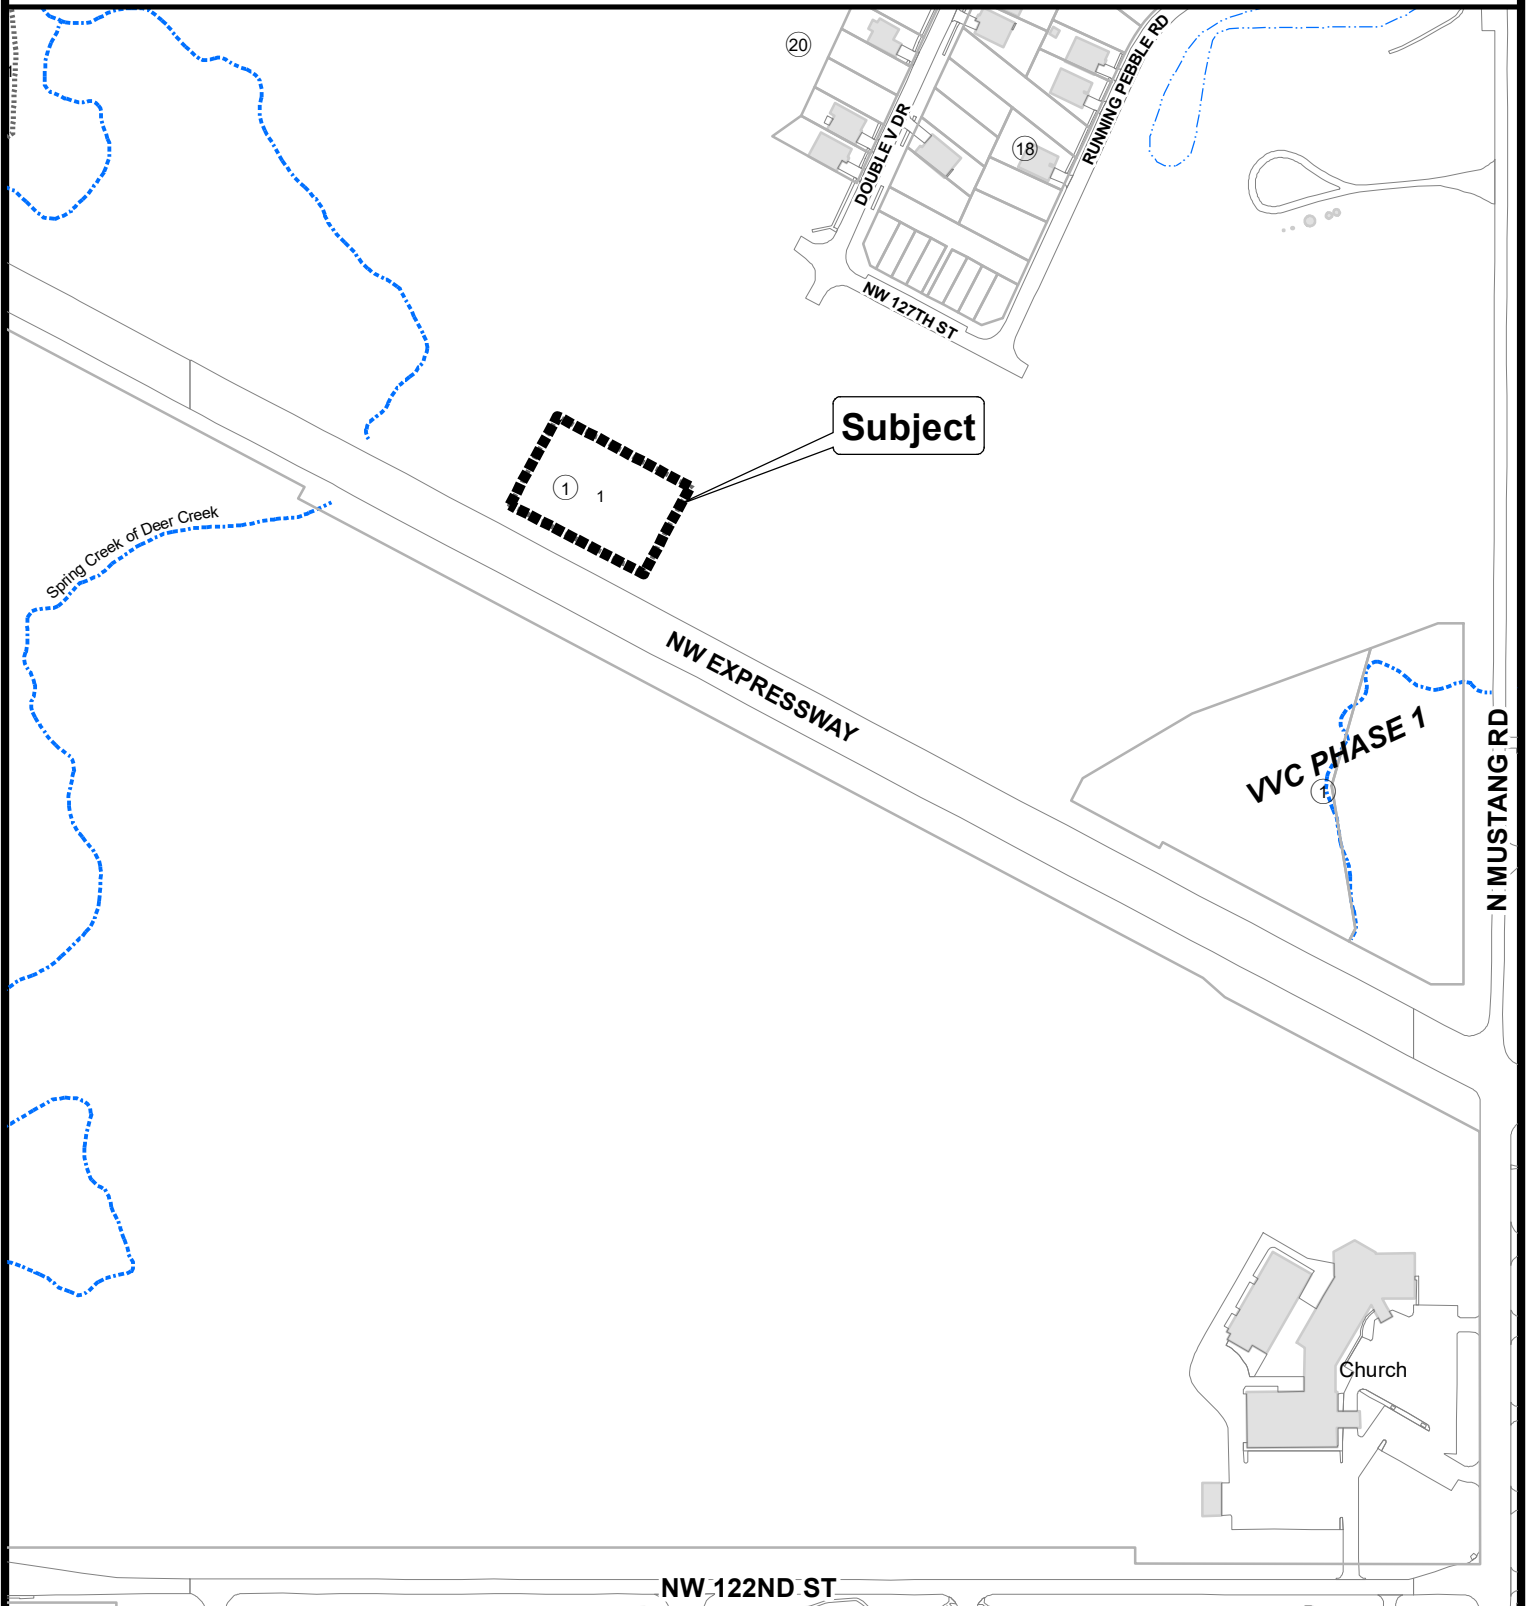 20
RUNNING PEBBLE RD
1
DOUBLE V DR
18
NW 127TH ST
Subject
1
1
Spring Creek of Deer Creek
NW EXPRESSWAY
VVC PHASE 1
1
N MUSTANG RD
Church
NW 122ND ST